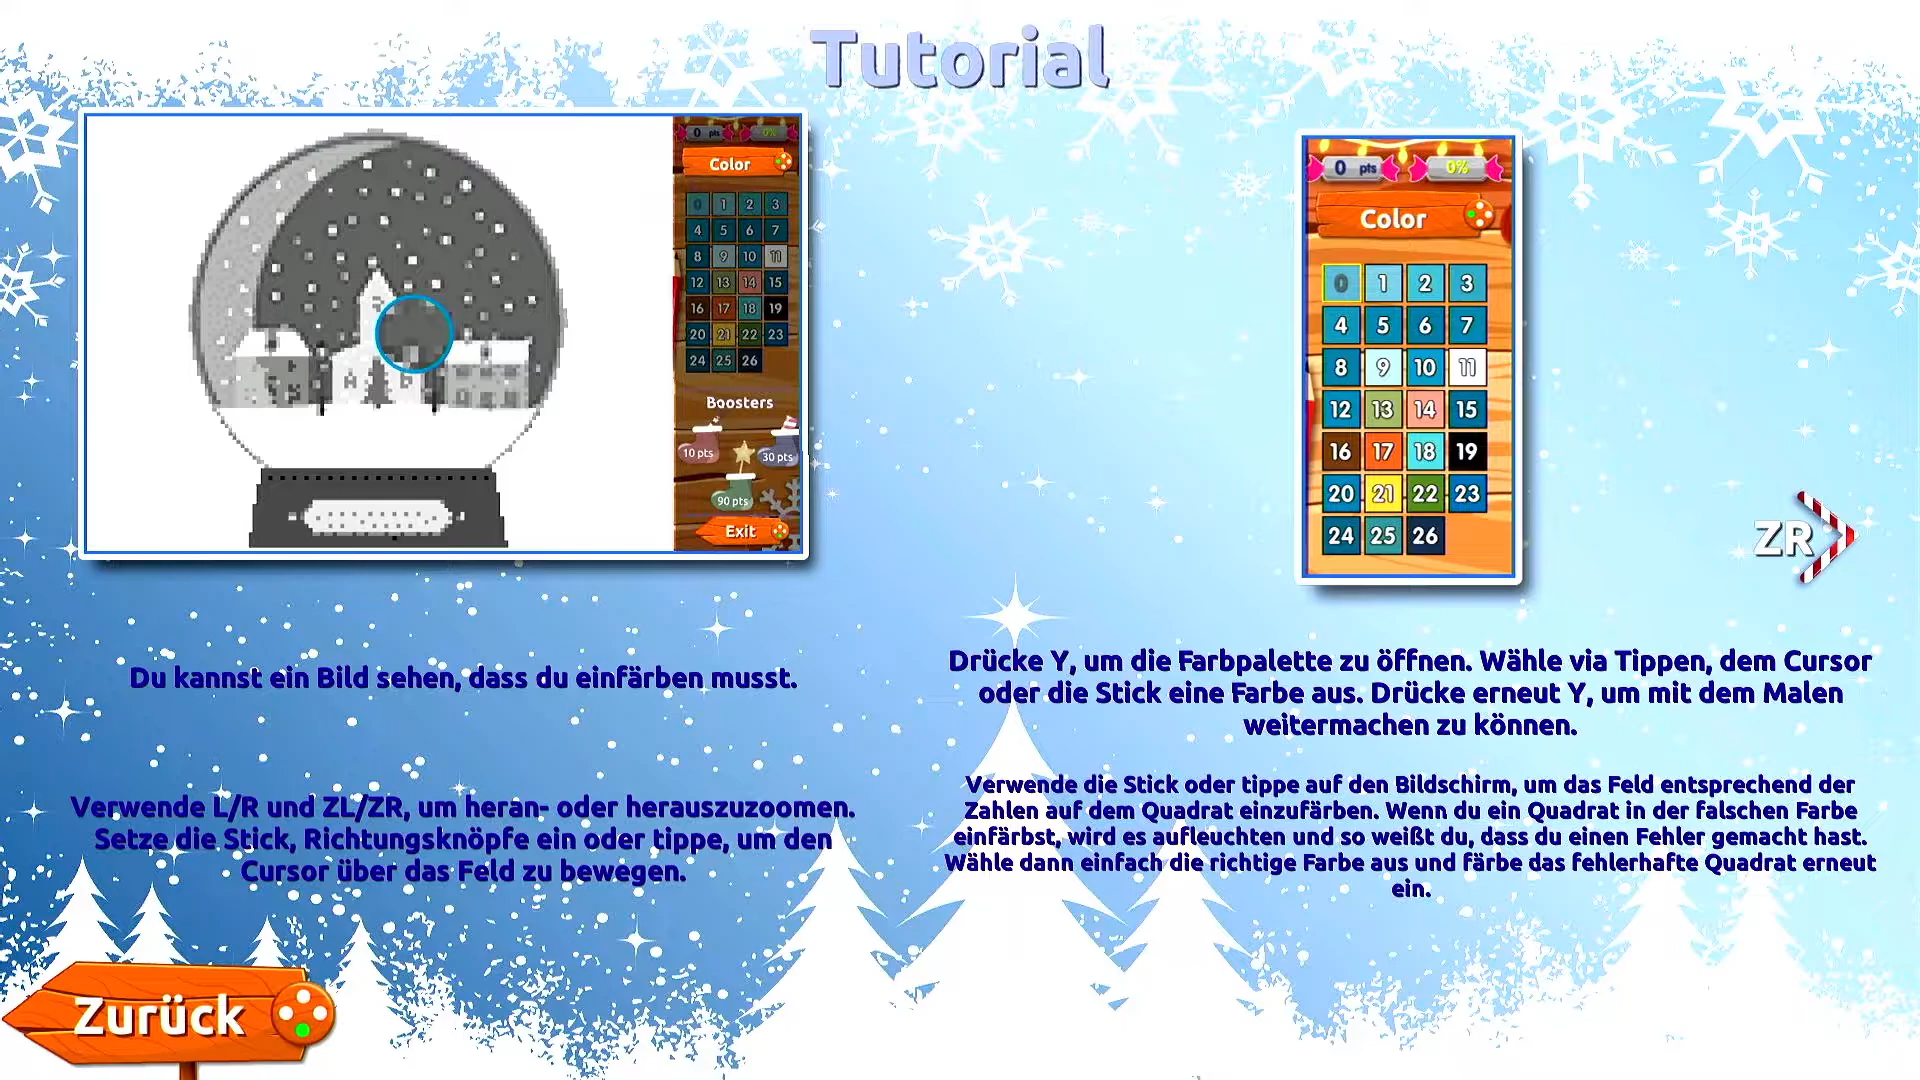 Tutorial
0 pts 0%
Color
0 1 2 3
4 5 6 7
8 9 10 11
12 13 14 15
16 17 18 19
20 21 22 23
24 25 26
Boosters
10 pts
30 pts
90 pts
Exit
0 pts 0%
Color
0 1 2 3
4 5 6 7
8 9 10 11
12 13 14 15
16 17 18 19
20 21 22 23
24 25 26
ZR
Du kannst ein Bild sehen, dass du einfärben musst.
Verwende L/R und ZL/ZR, um heran- oder herauszuzoomen.
Setze die Stick, Richtungsknöpfe ein oder tippe, um den
Cursor über das Feld zu bewegen.
Drücke Y, um die Farbpalette zu öffnen. Wähle via Tippen, dem Cursor
oder die Stick eine Farbe aus. Drücke erneut Y, um mit dem Malen
weitermachen zu können.
Verwende die Stick oder tippe auf den Bildschirm, um das Feld entsprechend der
Zahlen auf dem Quadrat einzufärben. Wenn du ein Quadrat in der falschen Farbe
einfärbst, wird es aufleuchten und so weißt du, dass du einen Fehler gemacht hast.
Wähle dann einfach die richtige Farbe aus und färbe das fehlerhafte Quadrat erneut
ein.
Zurück